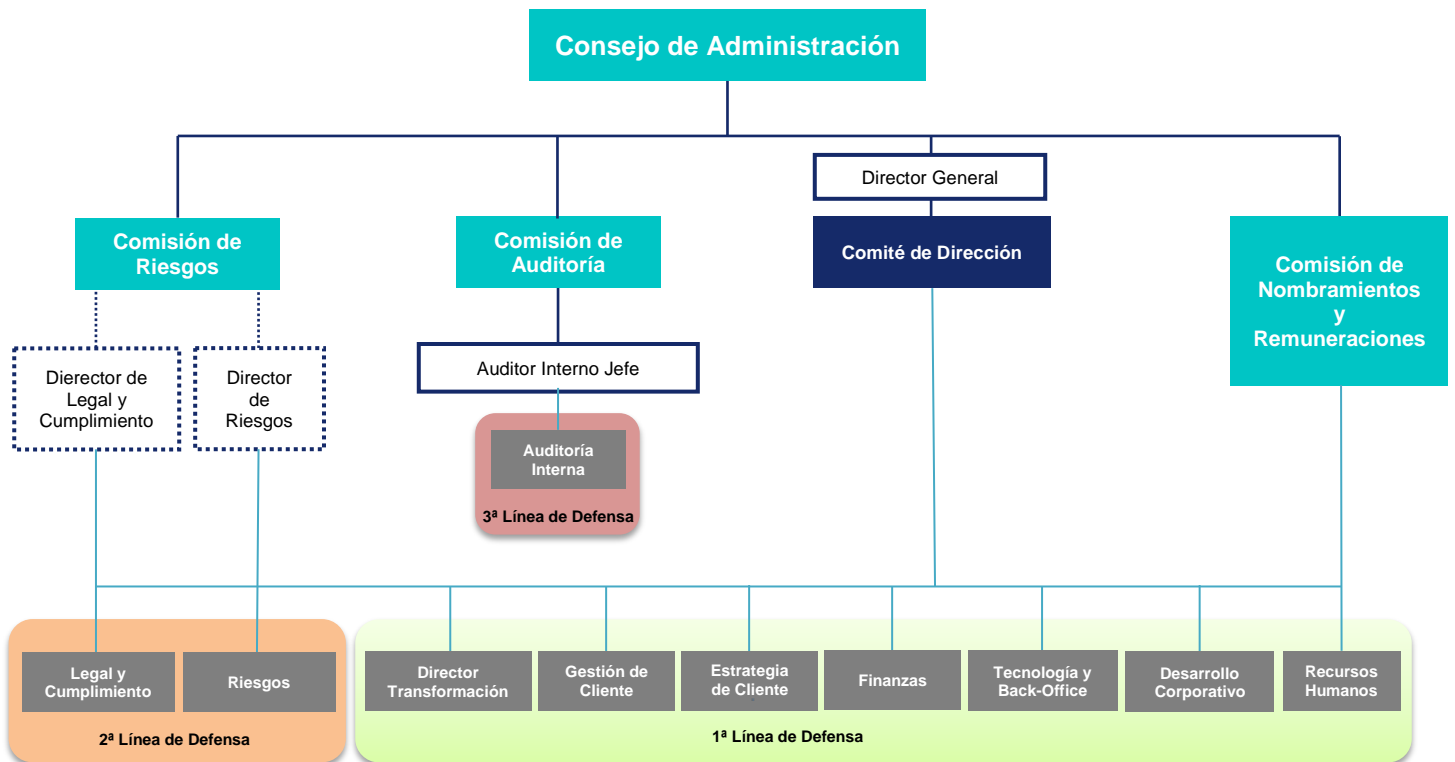 Consejo de Administración
Director General
Comisión de
Riesgos
Comisión de
Auditoría
Comité de Dirección
Comisión de
Nombramientos
y
Remuneraciones
Dierector de
Legal y
Cumplimiento
Director
de
Riesgos
Auditor Interno Jefe
Auditoría
Interna
3ª Línea de Defensa
Legal y
Cumplimiento
Riesgos
2ª Línea de Defensa
Director
Transformación
Gestión de
Cliente
Estrategia
de Cliente
Finanzas
Tecnología y
Back-Office
Desarrollo
Corporativo
Recursos
Humanos
1ª Línea de Defensa